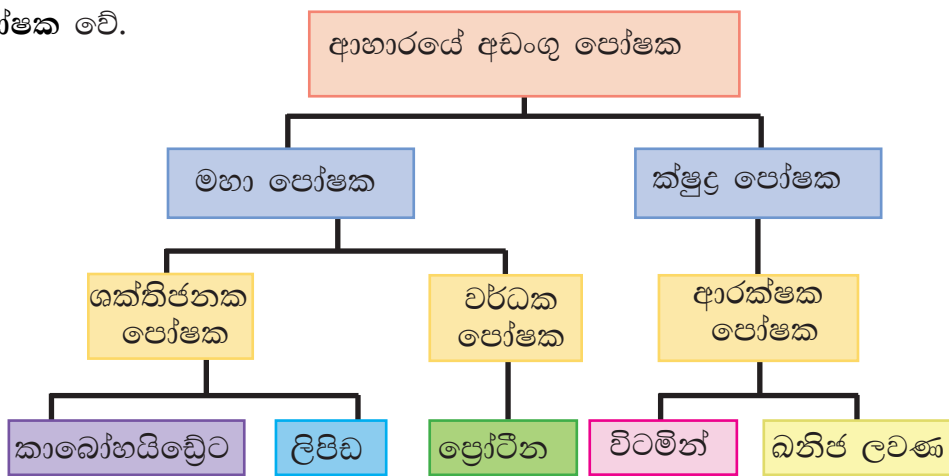 ෝෂක වේ.
ආහාරයේ අඩංගු පෝෂක
මහා පෝෂක
ක්ෂුද්‍ර පෝෂක
ශක්තිජනක
පෝෂක
වර්ධක
පෝෂක
ආරක්ෂක
පෝෂක
කාබෝහයිඩ්‍රේට
ලිපිඩ
ප්‍රෝටීන
විටමින්
ඛනිජ ලවණ